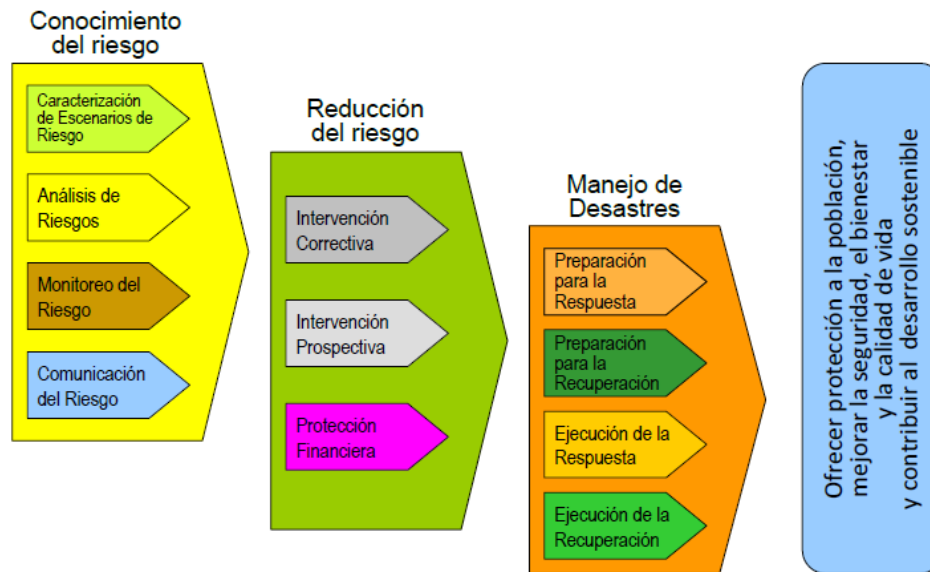 Conocimiento
del riesgo
Caracterización
de Escenarios de
Riesgo
Análisis de
Riesgos
Monitoreo del
Riesgo
Comunicación
del Riesgo
Reducción
del riesgo
Intervención
Correctiva
Intervención
Prospectiva
Protección
Financiera
Manejo de
Desastres
Preparación
para la
Respuesta
Preparación
para la
Recuperación
Ejecución de la
Respuesta
Ejecución de la
Recuperación
Ofrecer protección a la población,
mejorar la seguridad, el bienestar
y la calidad de vida
y contribuir al desarrollo sostenible